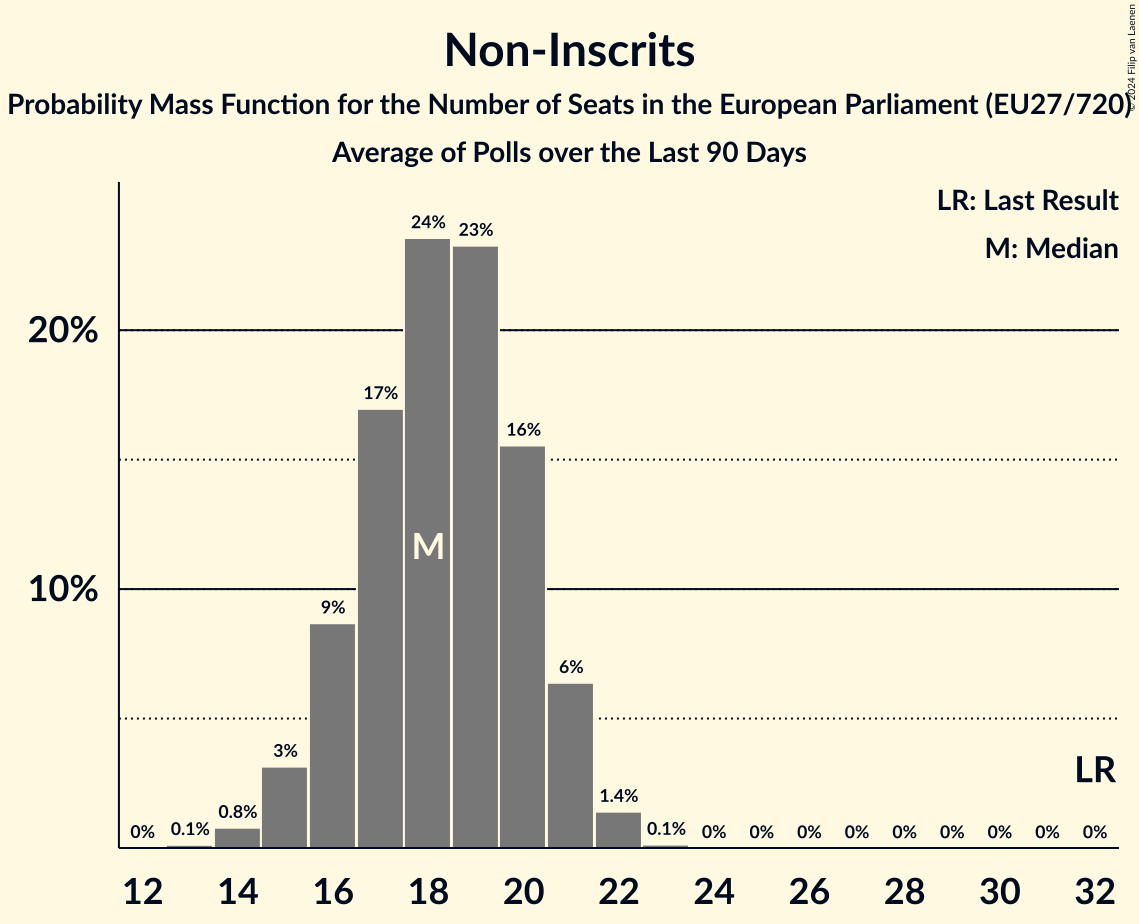 Non-Inscrits
Probability Mass Function for the Number of Seats in the European Parliament (EU27/720)
Average of Polls over the Last 90 Days
© 2024 Filip van Laenen
LR: Last Result
M: Median
24%
23%
20%
17%
16%
M
10%
9%
6%
3%
LR
1.4%
0.8%
0% 0.1% 0.1% 0% 0% 0% 0% 0% 0% 0% 0% 0%
12 14 16 18 20 22 24 26 28 30 32